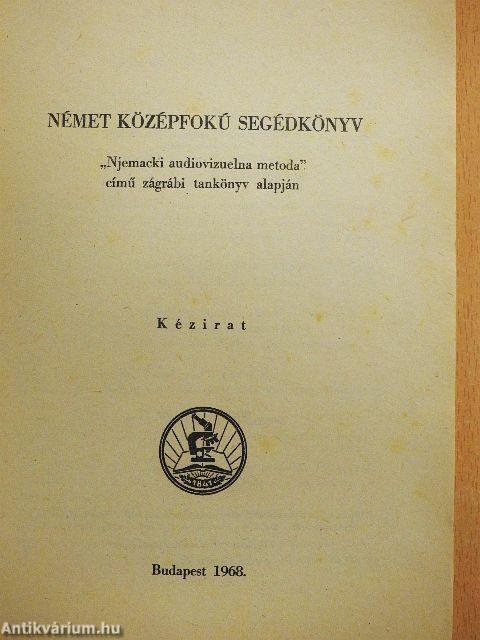 NÉMET KÖZÉPFOKÚ SEGÉDKÖNYV
„Njemacki audiovizuelna metoda”
című zágrábi tankönyv alapján
Kézirat
1841
Budapest 1968.
Antikvárium.hu